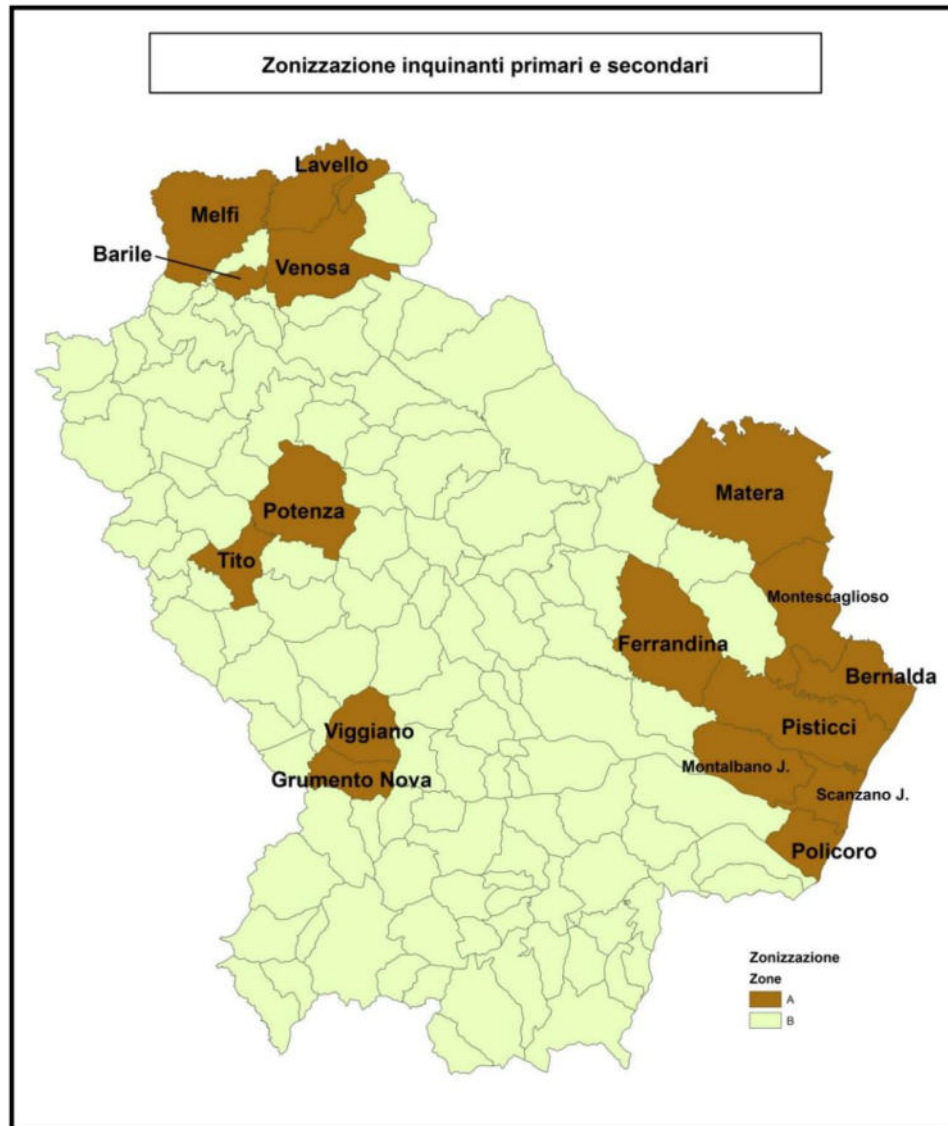 Zonizzazione inquinanti primari e secondari
Lavello
Melfi
Barile
Venosa
Matera
Potenza
Tito
Montescaglioso
Ferrandina
Bernalda
Viggiano
Pisticci
Montalbano J.
Grumento Nova
Scanzano J.
Policoro
Zonizzazione
Zone
A
B